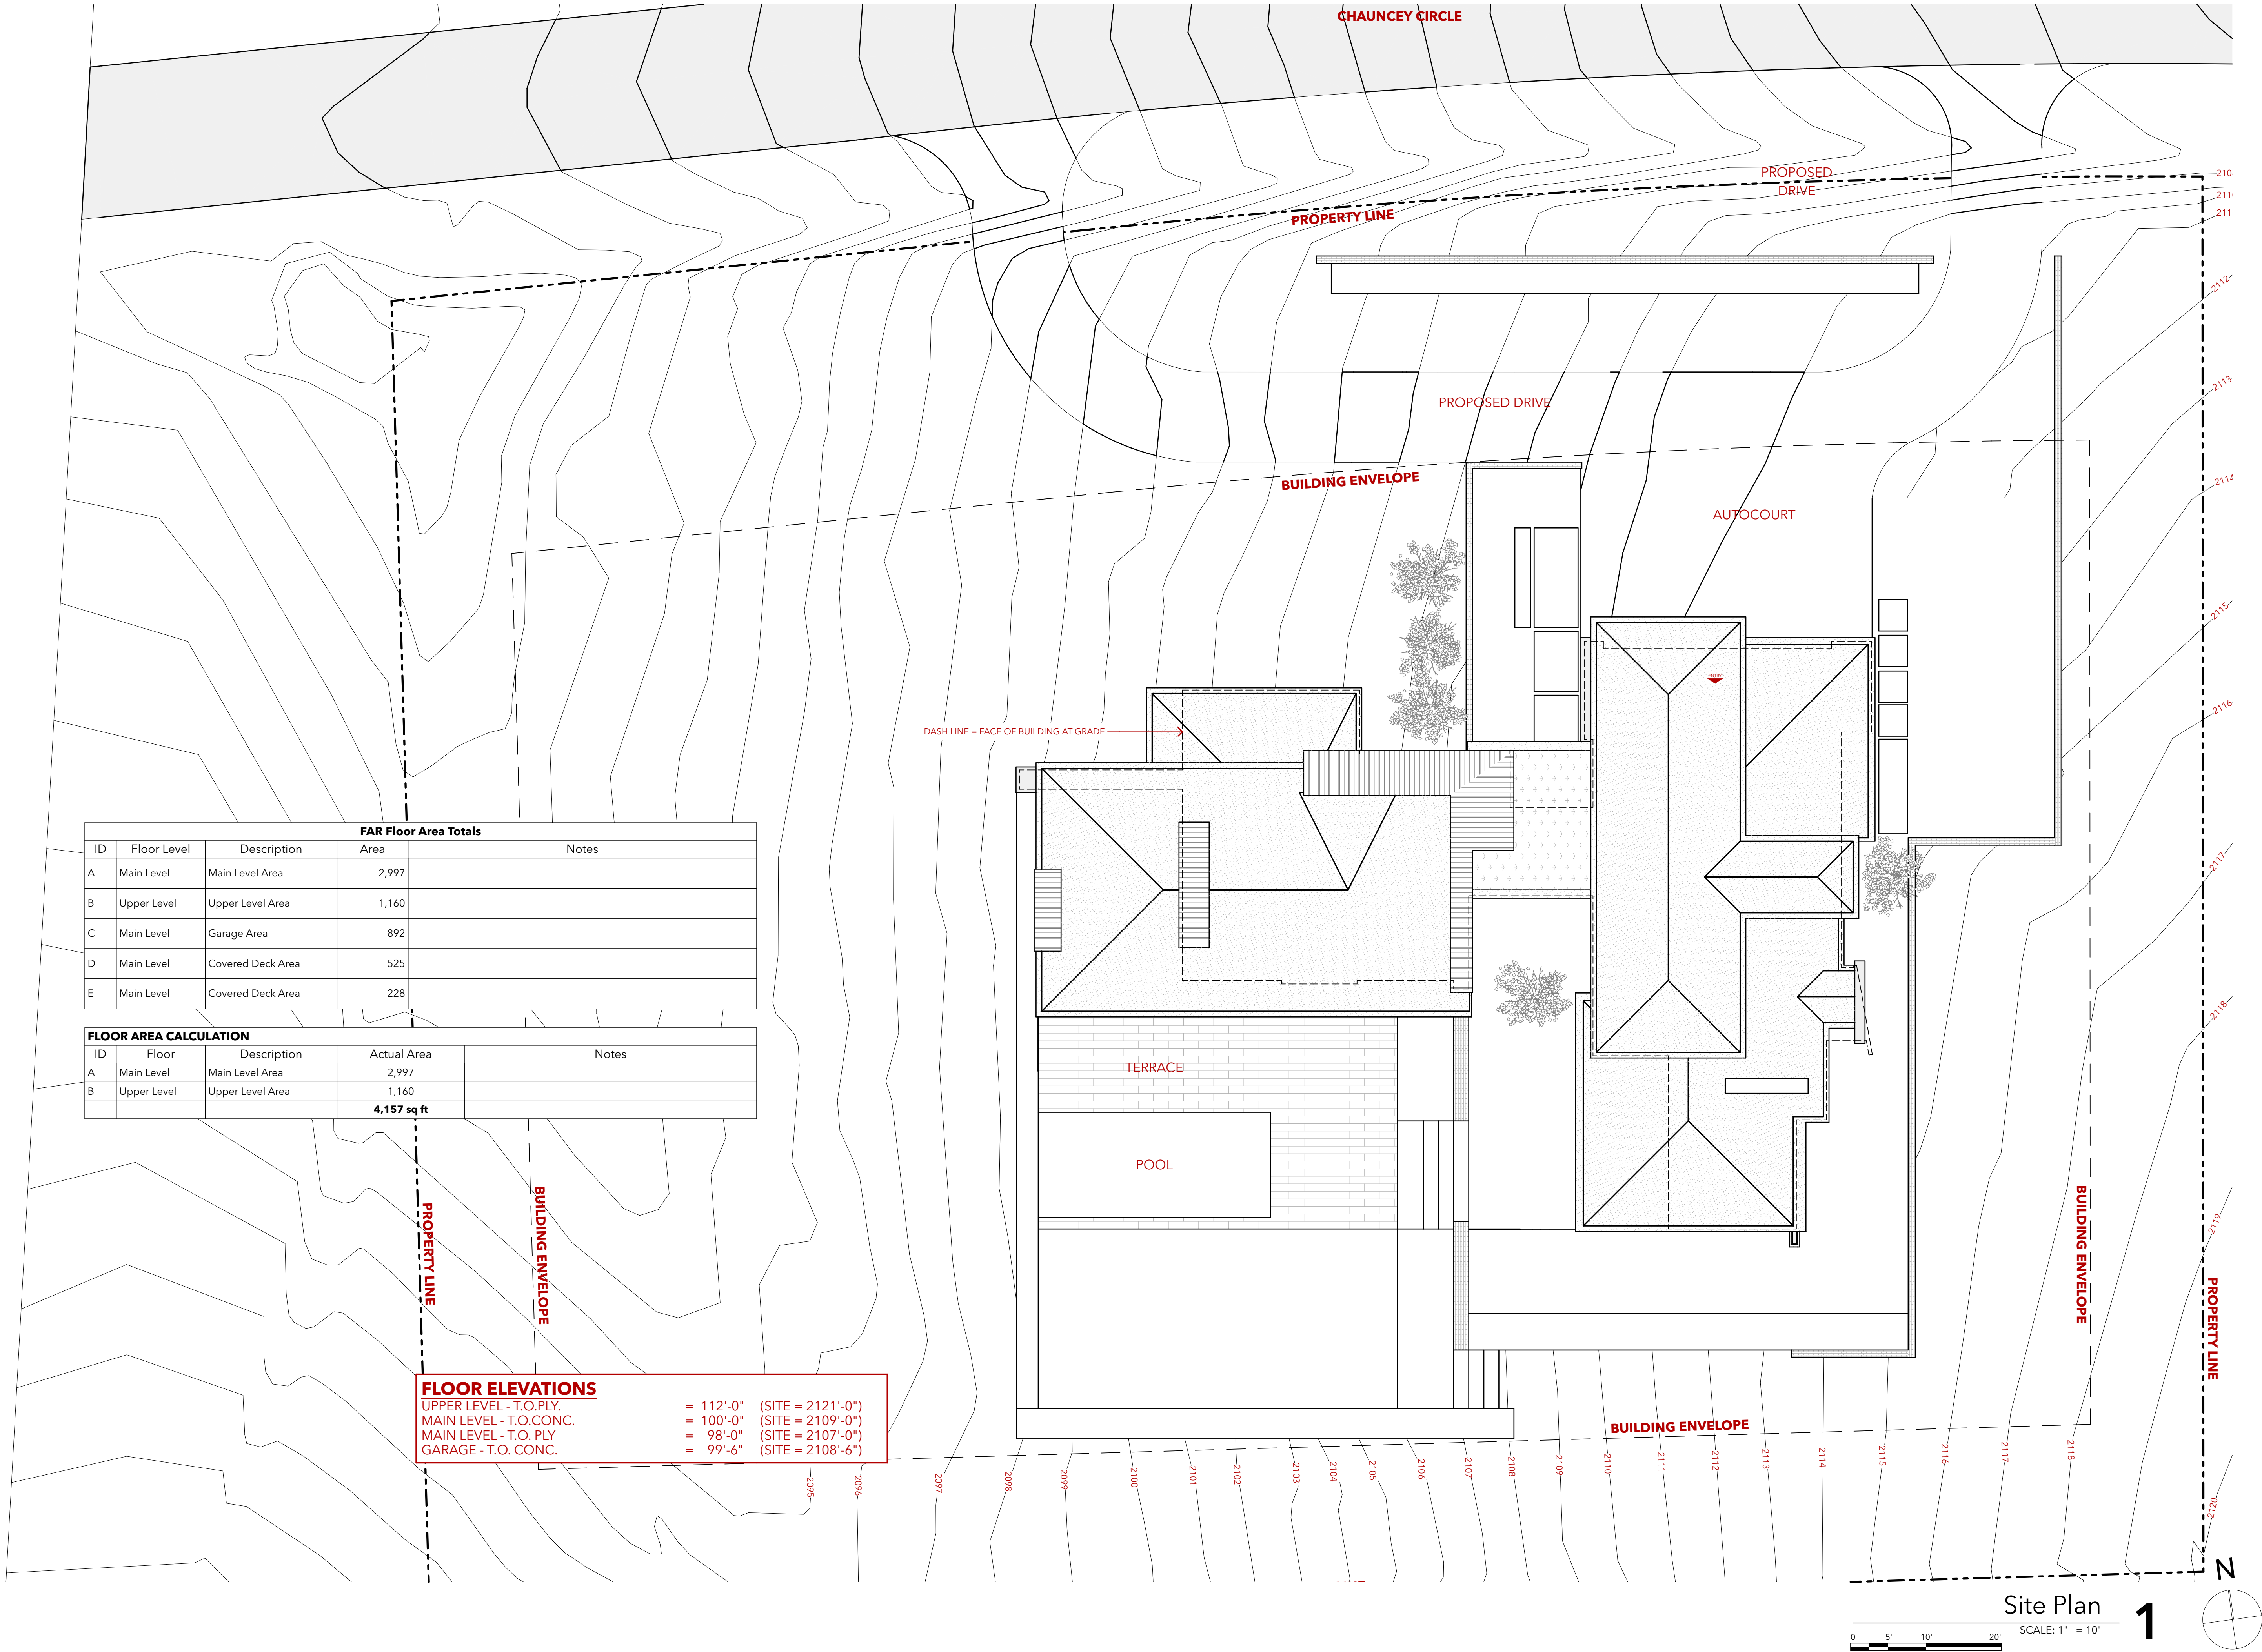 CHAUNCEY CIRCLE
PROPOSED
DRIVE
PROPERTY LINE
210
211
211
2112
2113
2114
2115
2116
2117
2118
2119
2120
PROPOSED DRIVE
BUILDING ENVELOPE
AUTOCOURT
ENTRY
DASH LINE = FACE OF BUILDING AT GRADE
FAR Floor Area Totals
ID Floor Level Description Area Notes
A Main Level Main Level Area 2,997
B Upper Level Upper Level Area 1,160
C Main Level Garage Area 892
D Main Level Covered Deck Area 525
E Main Level Covered Deck Area 228
FLOOR AREA CALCULATION
ID Floor Description Actual Area Notes
A Main Level Main Level Area 2,997
B Upper Level Upper Level Area 1,160
4,157 sq ft
TERRACE
POOL
PROPERTY LINE
BUILDING ENVELOPE
BUILDING ENVELOPE
PROPERTY LINE
FLOOR ELEVATIONS
UPPER LEVEL - T.O.PLY. = 112'-0" (SITE = 2121'-0")
MAIN LEVEL - T.O.CONC. = 100'-0" (SITE = 2109'-0")
MAIN LEVEL - T.O. PLY = 98'-0" (SITE = 2107'-0")
GARAGE - T.O. CONC. = 99'-6" (SITE = 2108'-6")
BUILDING ENVELOPE
2095
2096
2097
2098
2099
2100
2101
2102
2103
2104
2105
2106
2107
2108
2109
2110
2111
2112
2113
2114
2115
2116
2117
2118
N
Site Plan
1
SCALE: 1" = 10'
0 5' 10' 20'